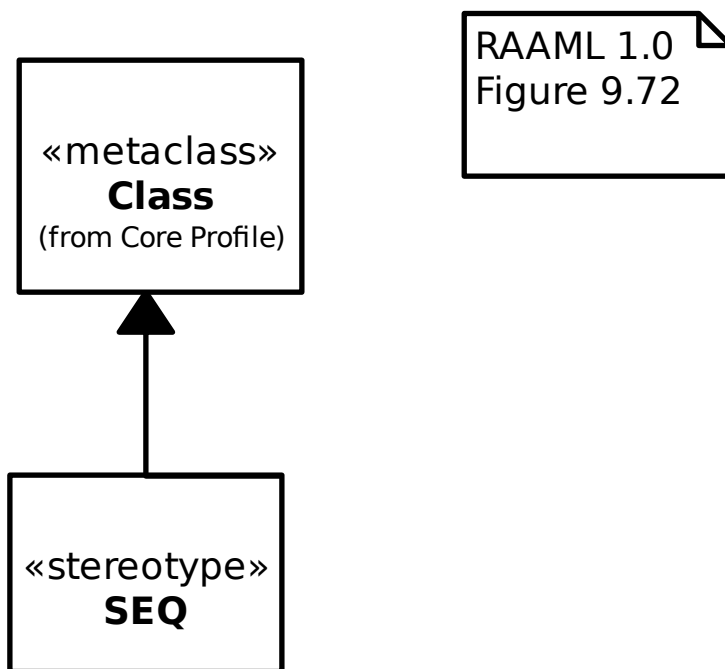 «metaclass»
Class
(from Core Profile)
RAAML 1.0
Figure 9.72
«stereotype»
SEQ